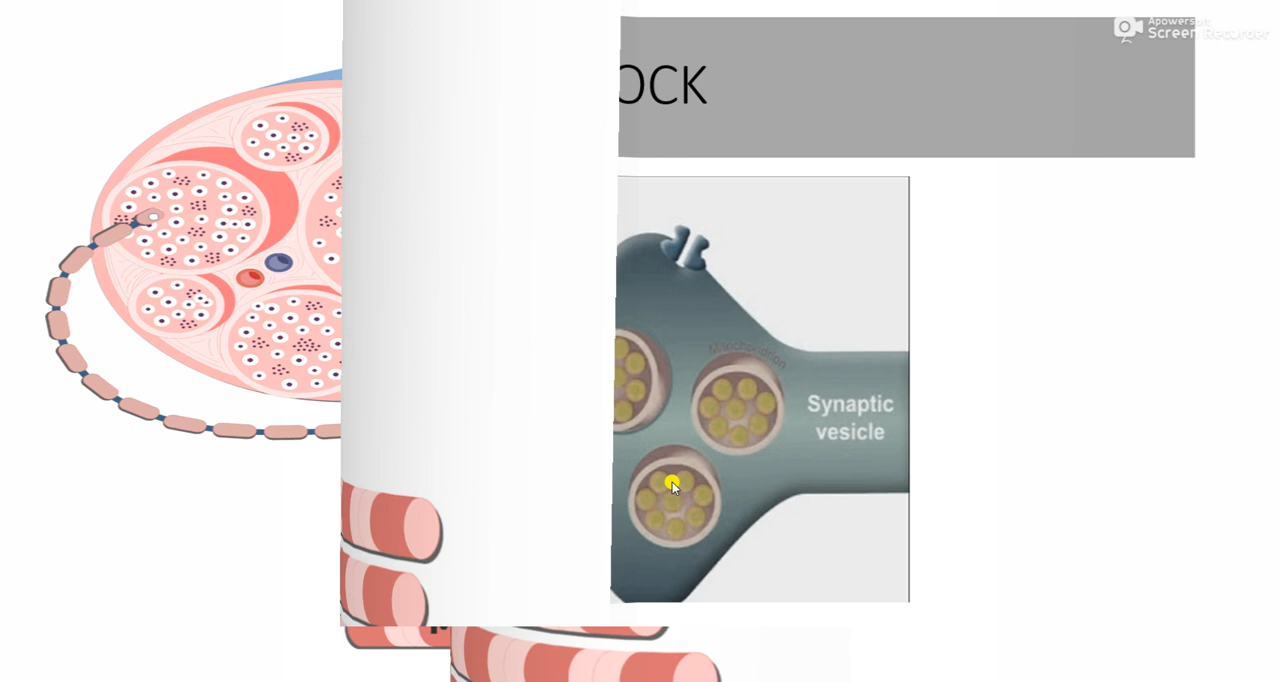 Apowersoft
Screen Recorder
OCK
Mitochondrion
Synaptic
vesicle